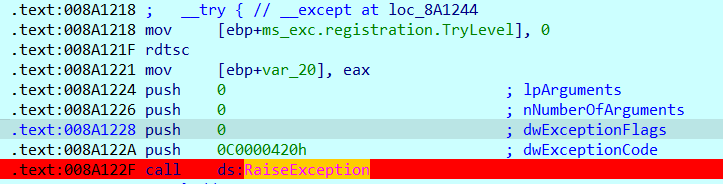 .text:008A1218 ; __try { // __except at loc_8A1244
.text:008A1218 mov [ebp+ms_exc.registration.TryLevel], 0
.text:008A121F rdtsc
.text:008A1221 mov [ebp+var_20], eax
.text:008A1224 push 0 ; lpArguments
.text:008A1226 push 0 ; nNumberOfArguments
.text:008A1228 push 0 ; dwExceptionFlags
.text:008A122A push 0C0000420h ; dwExceptionCode
.text:008A122F call ds:RaiseException